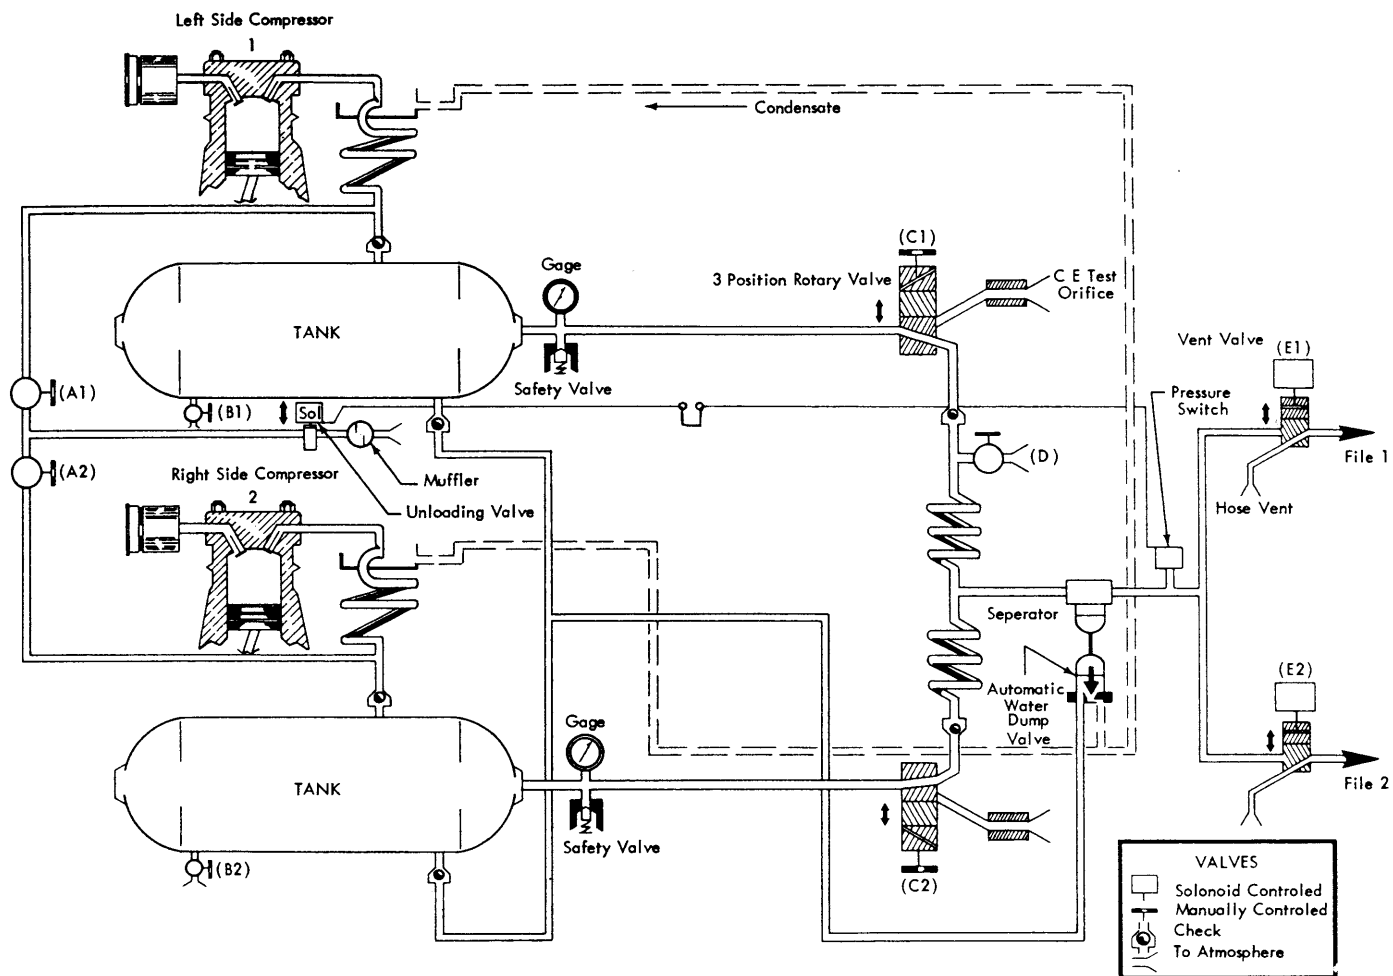 Left Side Compressor
1
Condensate
(C1)
Gage
3 Position Rotary Valve
C E Test
Orifice
TANK
Safety Valve
Vent Valve
(E1)
Pressure
Switch
(A1)
(B1)
Sol
File 1
(A2)
Right Side Compressor
2
Muffler
(D)
Unloading Valve
Hose Vent
Seperator
(E2)
Automatic
Water
Dump
Valve
Gage
TANK
File 2
Safety Valve
(B2)
(C2)
VALVES
Solonoid Controled
Manually Controled
Check
To Atmosphere